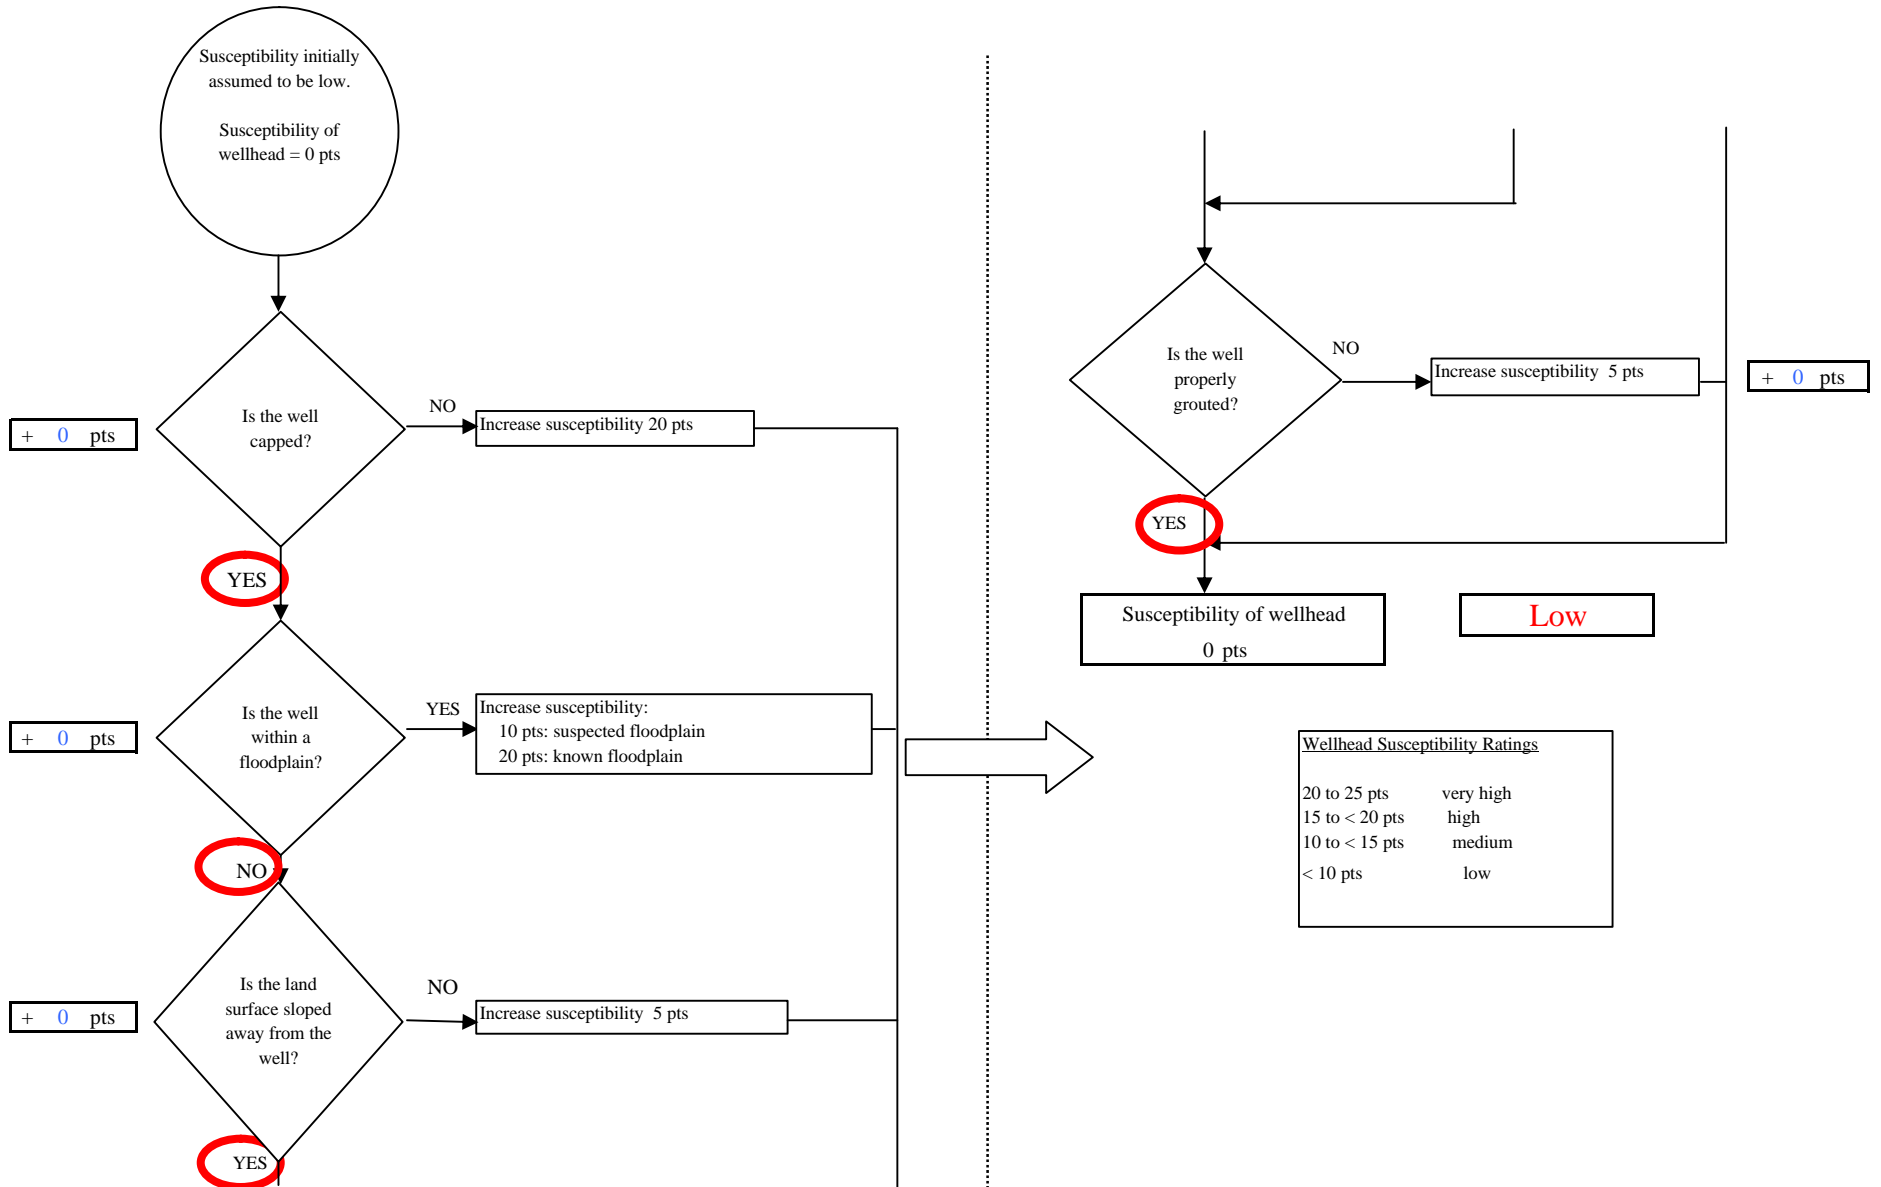 Susceptibility initially
assumed to be low.
Susceptibility of
wellhead = 0 pts
Is the well
capped?
NO
Increase susceptibility 20 pts
+ 0 pts
YES
Is the well
within a
floodplain?
YES
Increase susceptibility:
10 pts: suspected floodplain
20 pts: known floodplain
+ 0 pts
NO
Is the land
surface sloped
away from the
well?
NO
Increase susceptibility 5 pts
+ 0 pts
YES
Is the well
properly
grouted?
NO
Increase susceptibility 5 pts
+ 0 pts
YES
Susceptibility of wellhead
0 pts
Low
Wellhead Susceptibility Ratings
20 to 25 pts very high
15 to < 20 pts high
10 to < 15 pts medium
< 10 pts low